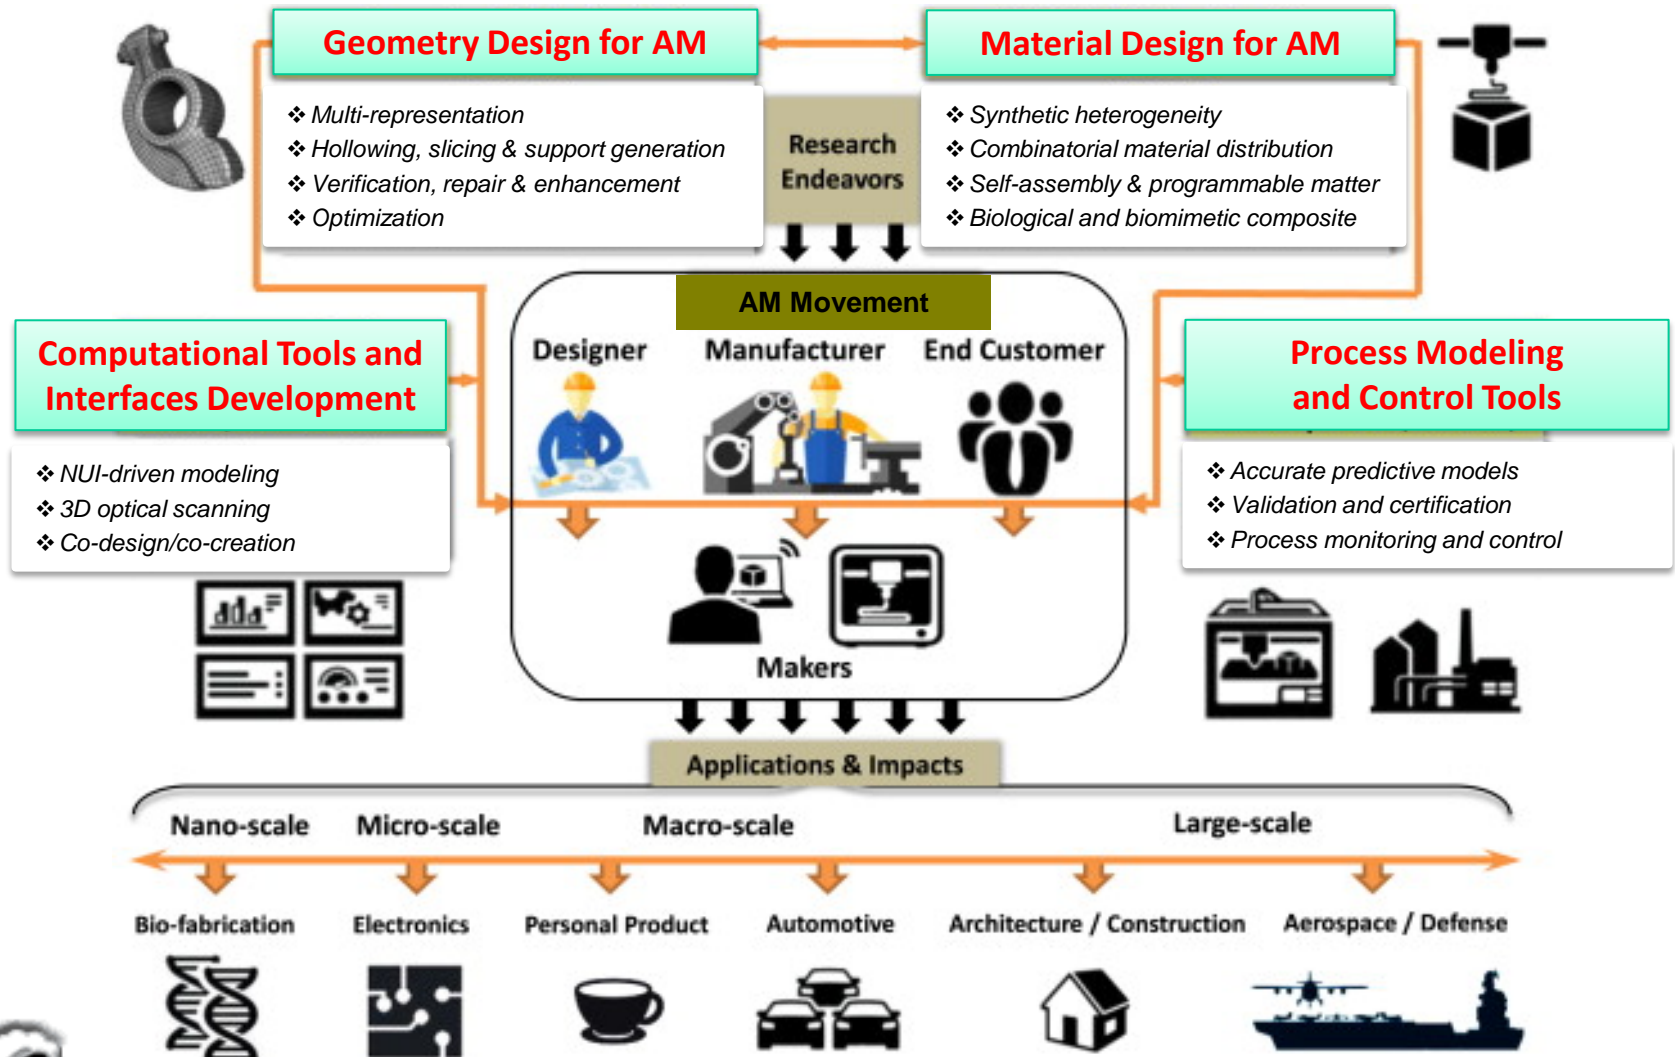 Geometry Design for AM
Material Design for AM
❖ Multi-representation
❖ Hollowing, slicing & support generation
❖ Verification, repair & enhancement
❖ Optimization
Research
Endeavors
❖ Synthetic heterogeneity
❖ Combinatorial material distribution
❖ Self-assembly & programmable matter
❖ Biological and biomimetic composite
AM Movement
Designer
Manufacturer
End Customer
Computational Tools and
Interfaces Development
❖ NUI-driven modeling
❖ 3D optical scanning
❖ Co-design/co-creation
Process Modeling
and Control Tools
❖ Accurate predictive models
❖ Validation and certification
❖ Process monitoring and control
Makers
Applications & Impacts
Nano-scale
Micro-scale
Macro-scale
Large-scale
Bio-fabrication
Electronics
Personal Product
Automotive
Architecture / Construction
Aerospace / Defense